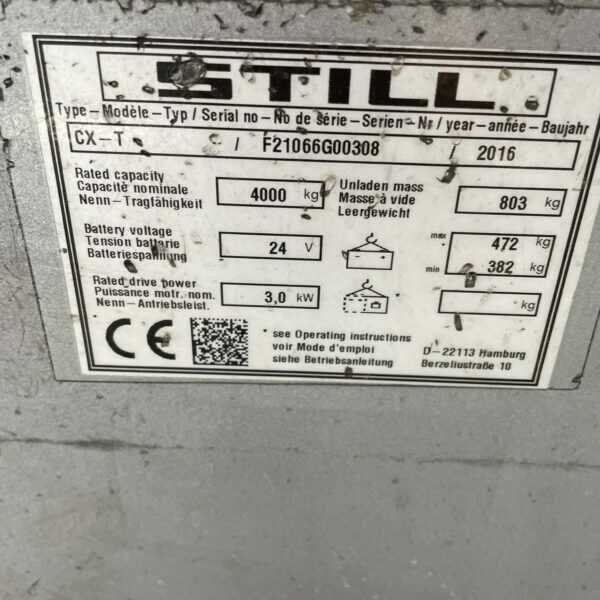 STILL
Type – Modèle – Typ / Serial no – No de série – Serien – Nr / year – année – Baujahr
CX – T / F21066G00308 2016
Rated capacity
Capacité nominale
Nenn – Tragfähigkeit
4000 kg
Unladen mass
Masse à vide
Leergewicht
803 kg
Battery voltage
Tension batterie
Batteriespannung
24 V
max 472 kg
min 382 kg
Rated drive power
Puissance motr. nom.
Nenn – Antriebsleist.
3,0 kW
kg
CE
* see Operating instructions
voir Mode d'emploi
siehe Betriebsanleitung
D – 22113 Hamburg
Berzeliusstraße 10